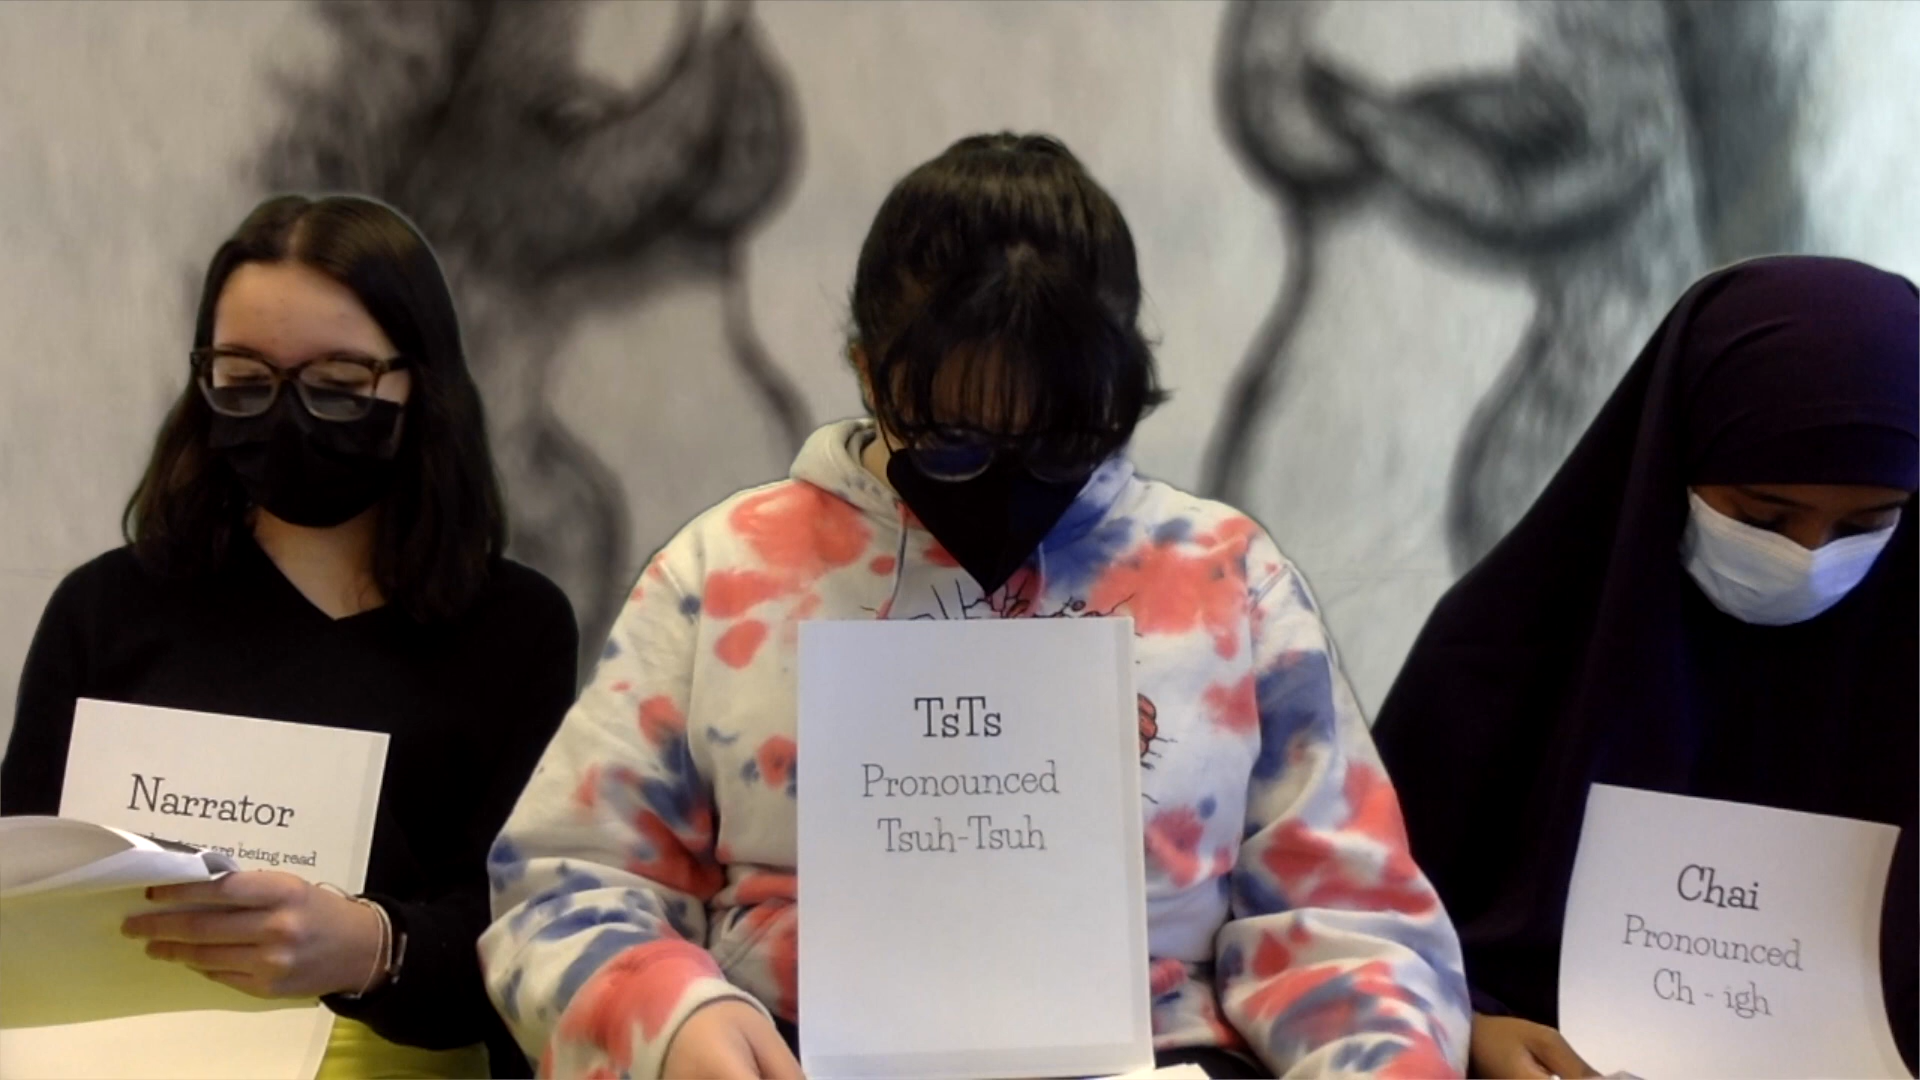 Narrator
are being read
TsTs
Pronounced
Tsuh-Tsuh
Chai
Pronounced
Ch - igh